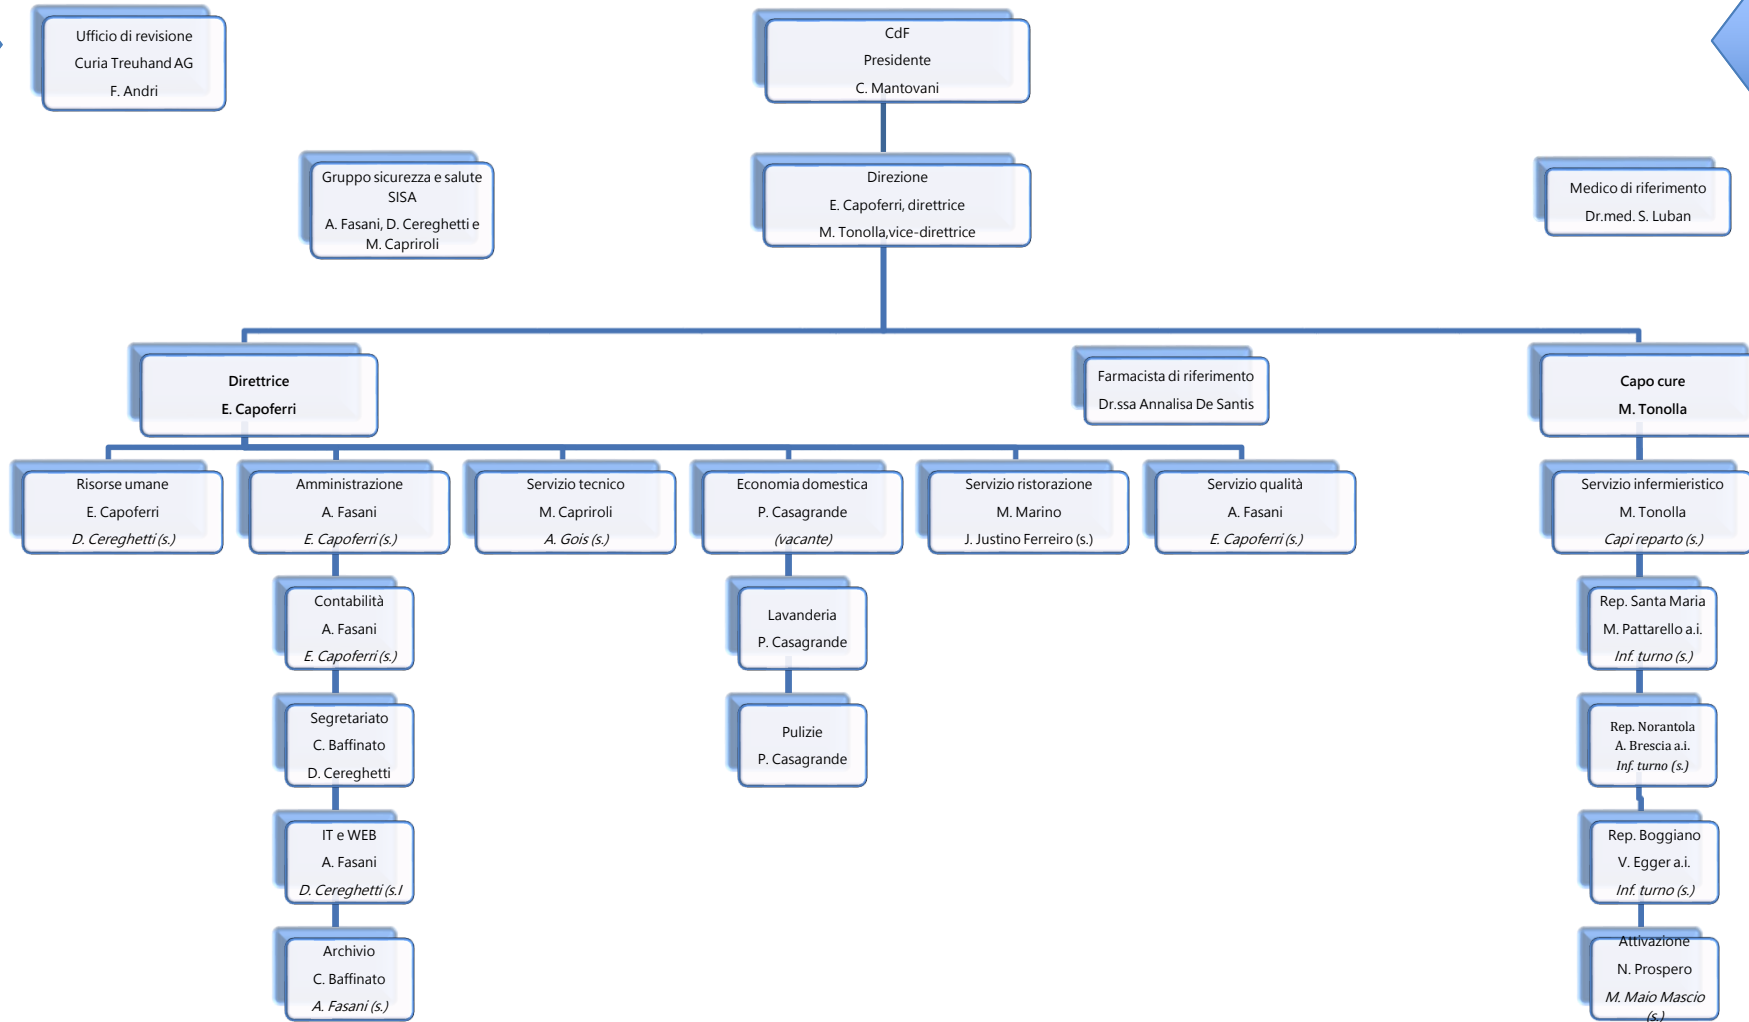 Ufficio di revisione
Curia Treuhand AG
F. Andri
CdF
Presidente
C. Mantovani
Gruppo sicurezza e salute
SISA
A. Fasani, D. Cereghetti e
M. Capriroli
Direzione
E. Capoferri, direttrice
M. Tonolla,vice-direttrice
Medico di riferimento
Dr.med. S. Luban
Direttrice
E. Capoferri
Farmacista di riferimento
Dr.ssa Annalisa De Santis
Capo cure
M. Tonolla
Risorse umane
E. Capoferri
D. Cereghetti (s.)
Amministrazione
A. Fasani
E. Capoferri (s.)
Servizio tecnico
M. Capriroli
A. Gois (s.)
Economia domestica
P. Casagrande
(vacante)
Servizio ristorazione
M. Marino
J. Justino Ferreiro (s.)
Servizio qualità
A. Fasani
E. Capoferri (s.)
Servizio infermieristico
M. Tonolla
Capi reparto (s.)
Contabilità
A. Fasani
E. Capoferri (s.)
Lavanderia
P. Casagrande
Rep. Santa Maria
M. Pattarello a.i.
Inf. turno (s.)
Segretariato
C. Baffinato
D. Cereghetti
Pulizie
P. Casagrande
Rep. Norantola
A. Brescia a.i.
Inf. turno (s.)
IT e WEB
A. Fasani
D. Cereghetti (s.I
Rep. Boggiano
V. Egger a.i.
Inf. turno (s.)
Archivio
C. Baffinato
A. Fasani (s.)
Attivazione
N. Prospero
M. Maio Mascio
(s.)